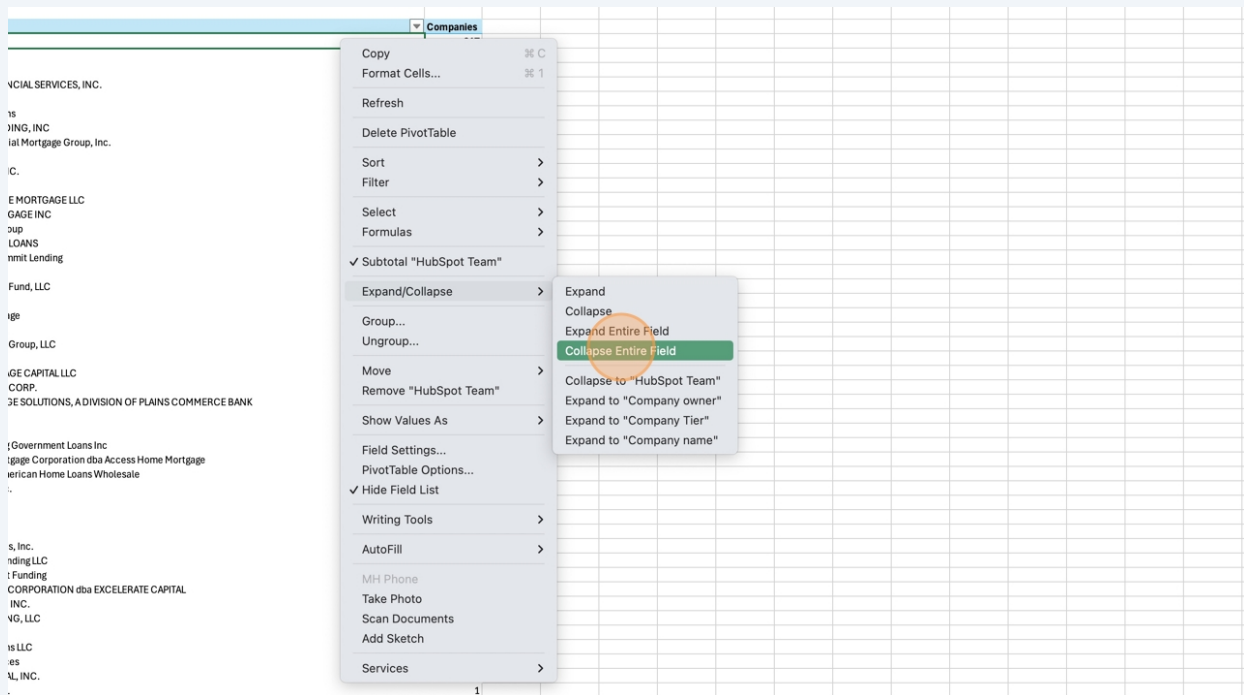 Companies
NCIAL SERVICES, INC.
ns
DING, INC
ial Mortgage Group, Inc.
IC.
E MORTGAGE LLC
GAGE INC
oup
LOANS
nmit Lending
Fund, LLC
age
Group, LLC
AGE CAPITAL LLC
CORP.
GE SOLUTIONS, A DIVISION OF PLAINS COMMERCE BANK
g Government Loans Inc
tgage Corporation dba Access Home Mortgage
nerican Home Loans Wholesale
s, Inc.
nding LLC
t Funding
CORPORATION dba EXCELERATE CAPITAL
INC.
NG, LLC
ns LLC
es
AL, INC.
1
Copy ⌘ C
Format Cells... ⌘ 1
Refresh
Delete PivotTable
Sort
Filter
Select
Formulas
✓ Subtotal "HubSpot Team"
Expand/Collapse
Group...
Ungroup...
Move
Remove "HubSpot Team"
Show Values As
Field Settings...
PivotTable Options...
✓ Hide Field List
Writing Tools
AutoFill
MH Phone
Take Photo
Scan Documents
Add Sketch
Services
Expand
Collapse
Expand Entire Field
Collapse Entire Field
Collapse to "HubSpot Team"
Expand to "Company owner"
Expand to "Company Tier"
Expand to "Company name"